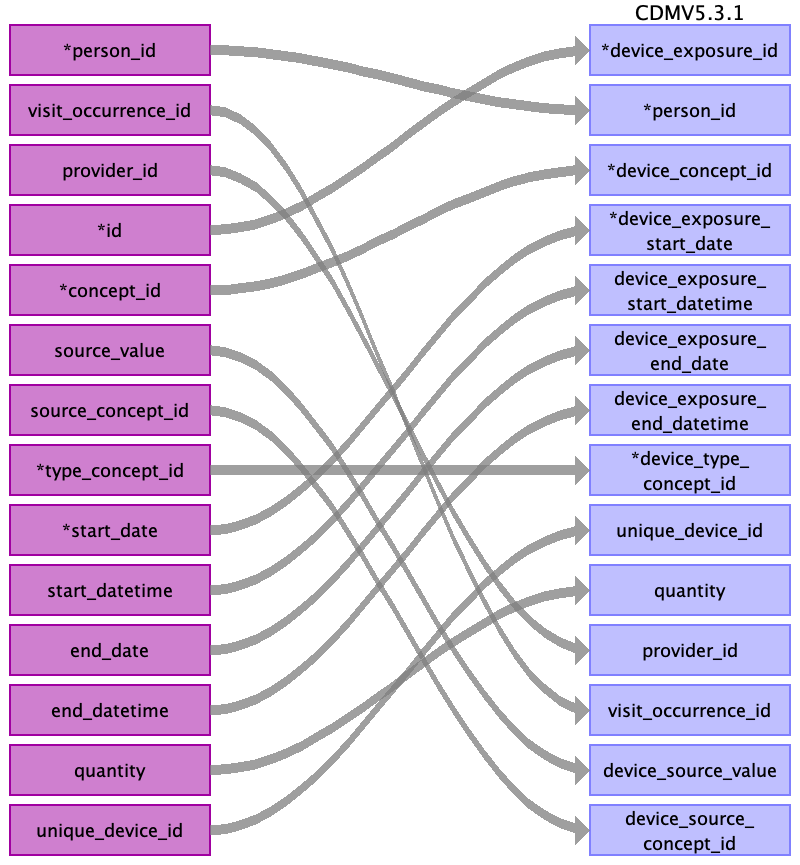 CDMV5.3.1
*person_id
visit_occurrence_id
provider_id
*id
*concept_id
source_value
source_concept_id
*type_concept_id
*start_date
start_datetime
end_date
end_datetime
quantity
unique_device_id
*device_exposure_id
*person_id
*device_concept_id
*device_exposure_
start_date
device_exposure_
start_datetime
device_exposure_
end_date
device_exposure_
end_datetime
*device_type_
concept_id
unique_device_id
quantity
provider_id
visit_occurrence_id
device_source_value
device_source_
concept_id